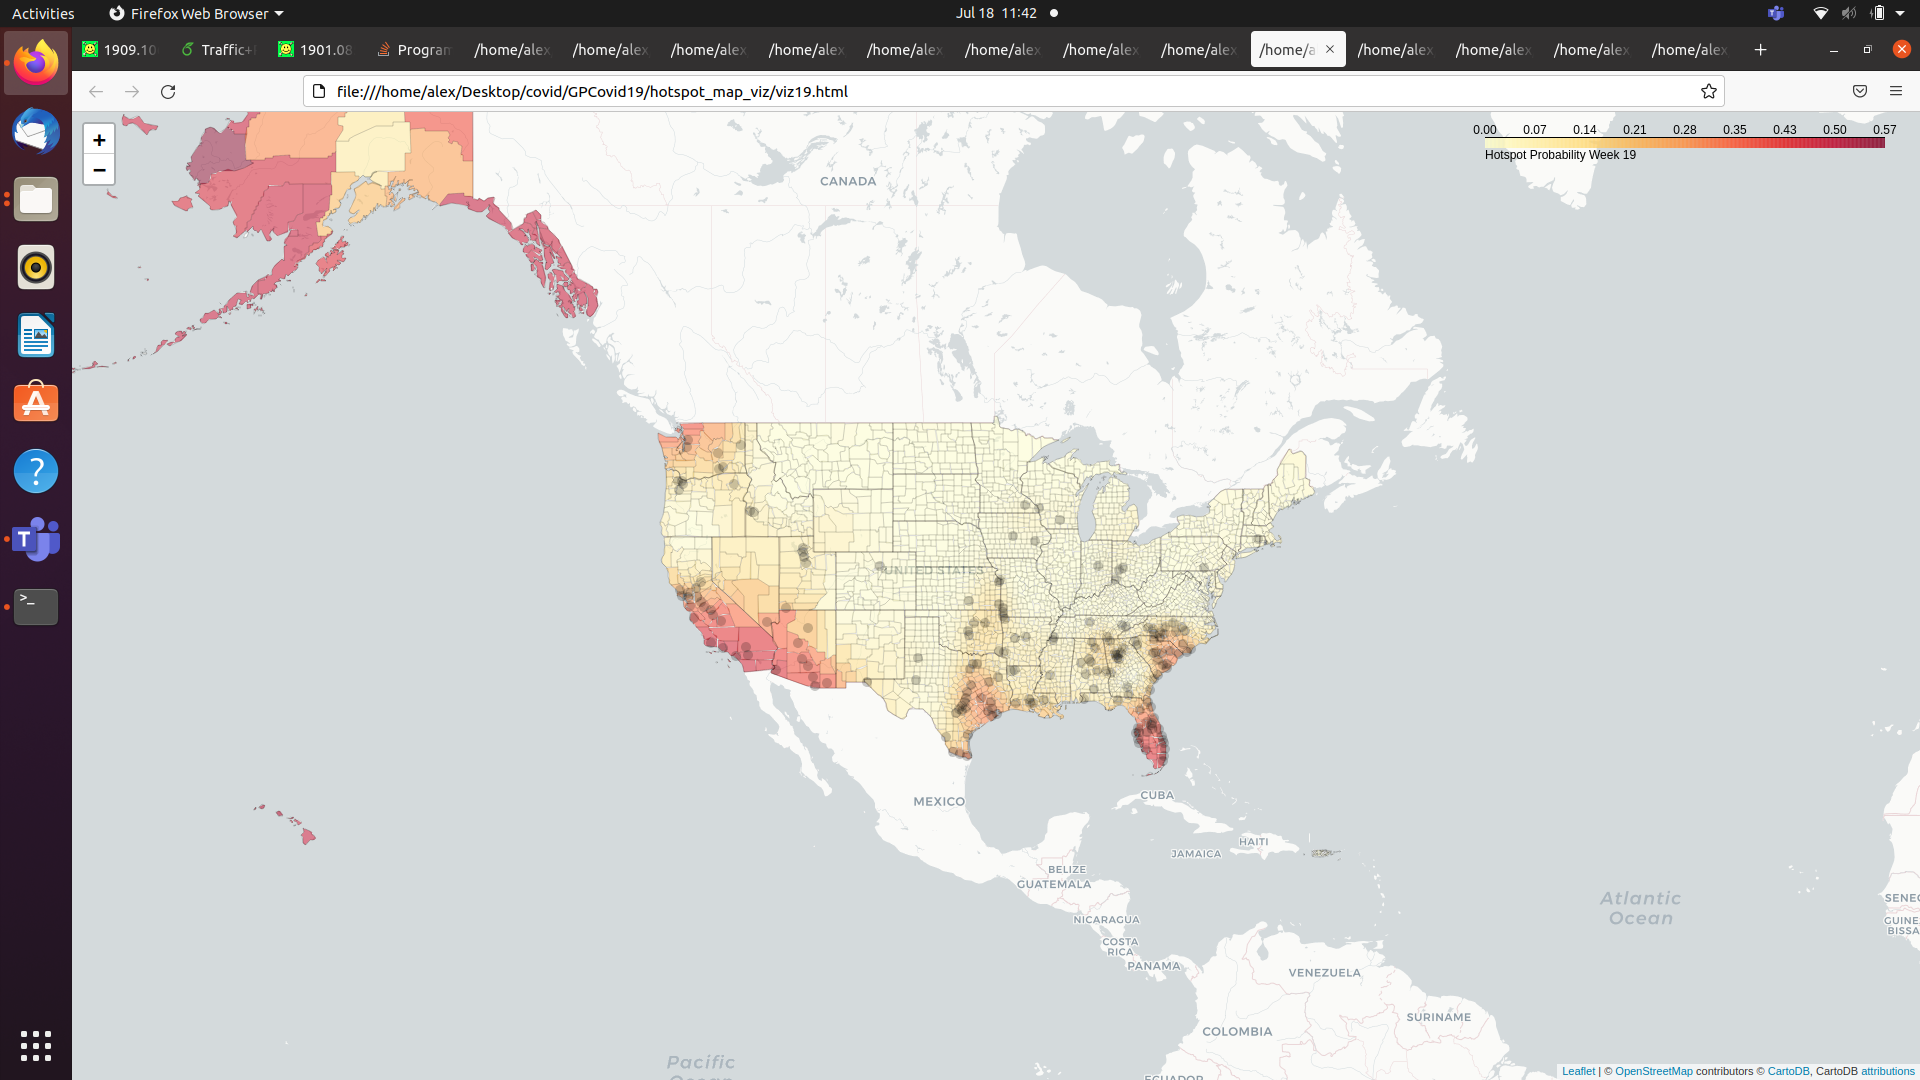 Activities
Firefox Web Browser
Jul 18 11:42
1909.10
Traffic+
1901.08
Program
/home/alex
/home/alex
/home/alex
/home/alex
/home/alex
/home/alex
/home/alex
/home/alex
/home/a
/home/alex
/home/alex
/home/alex
/home/alex
file:///home/alex/Desktop/covid/GPCovid19/hotspot_map_viz/viz19.html
+
−
0.00 0.07 0.14 0.21 0.28 0.35 0.43 0.50 0.57
Hotspot Probability Week 19
CANADA
UNITED STATES
MEXICO
CUBA
HAITI
JAMAICA
BELIZE
GUATEMALA
NICARAGUA
COSTA
RICA
PANAMA
VENEZUELA
COLOMBIA
SURINAME
ECUADOR
Atlantic
Ocean
SENEG
GUINE
BISSA
Pacific
Ocean
Leaflet | © OpenStreetMap contributors © CartoDB, CartoDB attributions